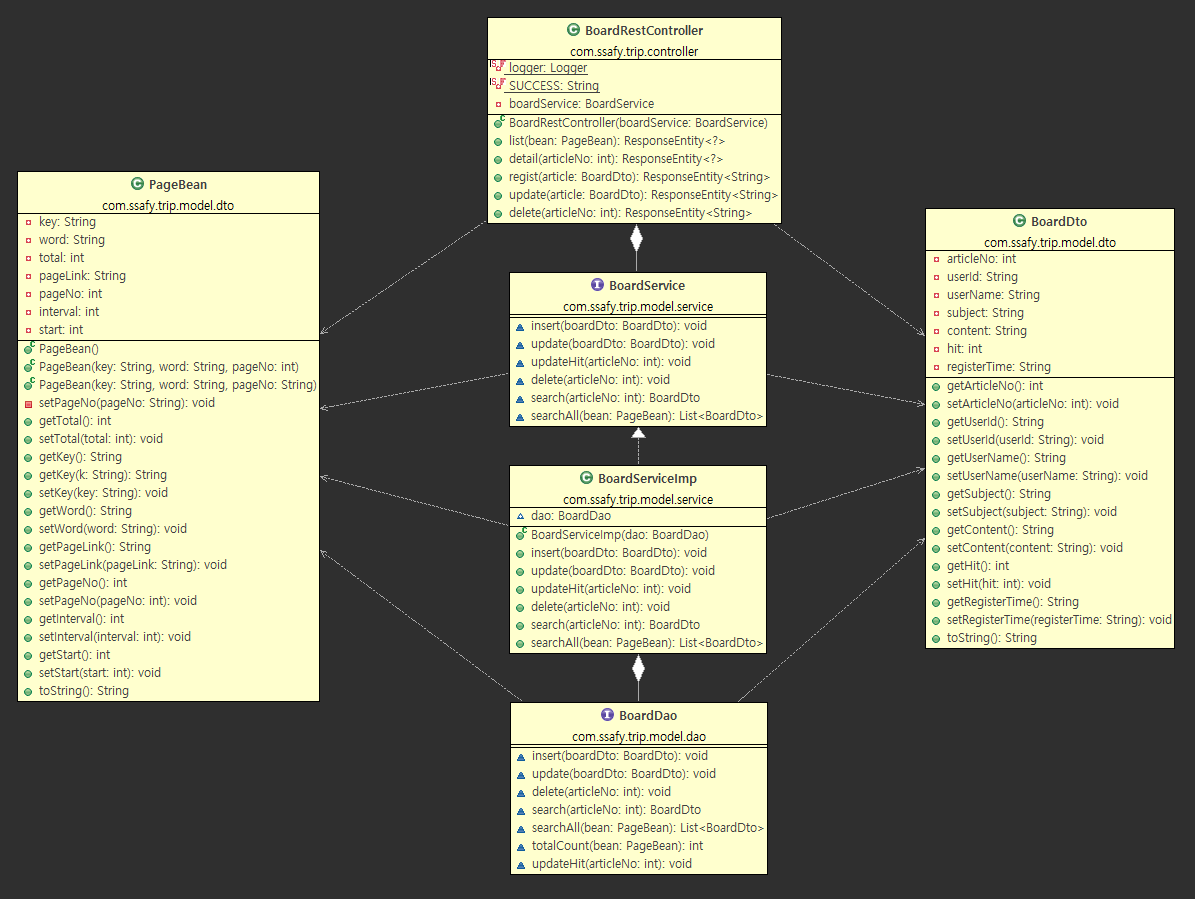 BoardRestController
com.ssafy.trip.controller
logger: Logger
SUCCESS: String
boardService: BoardService
BoardRestController(boardService: BoardService)
list(bean: PageBean): ResponseEntity<?>
detail(articleNo: int): ResponseEntity<?>
regist(article: BoardDto): ResponseEntity<String>
update(article: BoardDto): ResponseEntity<String>
delete(articleNo: int): ResponseEntity<String>
PageBean
com.ssafy.trip.model.dto
key: String
word: String
total: int
pageLink: String
pageNo: int
interval: int
start: int
PageBean()
PageBean(key: String, word: String, pageNo: int)
PageBean(key: String, word: String, pageNo: String)
setPageNo(pageNo: String): void
getTotal(): int
setTotal(total: int): void
getKey(): String
getKey(k: String): String
setKey(key: String): void
getWord(): String
setWord(word: String): void
getPageLink(): String
setPageLink(pageLink: String): void
getPageNo(): int
setPageNo(pageNo: int): void
getInterval(): int
setInterval(interval: int): void
getStart(): int
setStart(start: int): void
toString(): String
BoardService
com.ssafy.trip.model.service
insert(boardDto: BoardDto): void
update(boardDto: BoardDto): void
updateHit(articleNo: int): void
delete(articleNo: int): void
search(articleNo: int): BoardDto
searchAll(bean: PageBean): List<BoardDto>
BoardServiceImp
com.ssafy.trip.model.service
dao: BoardDao
BoardServiceImp(dao: BoardDao)
insert(boardDto: BoardDto): void
update(boardDto: BoardDto): void
updateHit(articleNo: int): void
delete(articleNo: int): void
search(articleNo: int): BoardDto
searchAll(bean: PageBean): List<BoardDto>
BoardDao
com.ssafy.trip.model.dao
insert(boardDto: BoardDto): void
update(boardDto: BoardDto): void
delete(articleNo: int): void
search(articleNo: int): BoardDto
searchAll(bean: PageBean): List<BoardDto>
totalCount(bean: PageBean): int
updateHit(articleNo: int): void
BoardDto
com.ssafy.trip.model.dto
articleNo: int
userId: String
userName: String
subject: String
content: String
hit: int
registerTime: String
getArticleNo(): int
setArticleNo(articleNo: int): void
getUserId(): String
setUserId(userId: String): void
getUserName(): String
setUserName(userName: String): void
getSubject(): String
setSubject(subject: String): void
getContent(): String
setContent(content: String): void
getHit(): int
setHit(hit: int): void
getRegisterTime(): String
setRegisterTime(registerTime: String): void
toString(): String